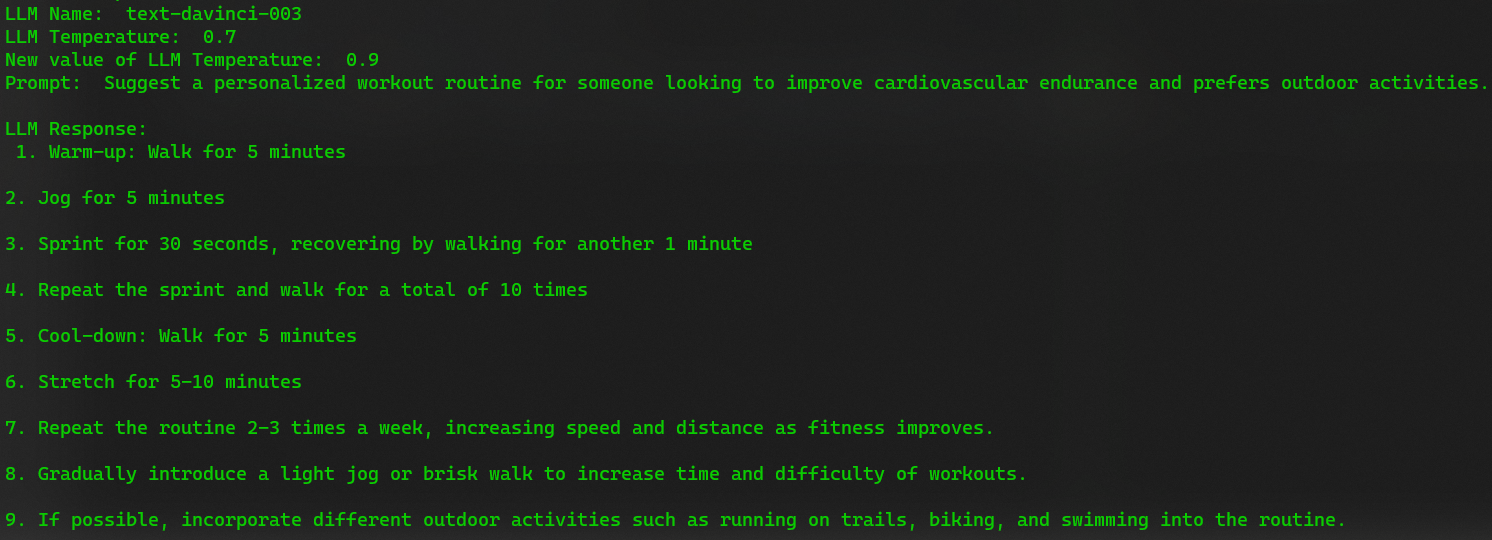 LLM Name:  text-davinci-003
LLM Temperature:  0.7
New value of LLM Temperature:  0.9
Prompt:  Suggest a personalized workout routine for someone looking to improve cardiovascular endurance and prefers outdoor activities.
LLM Response:
1. Warm-up: Walk for 5 minutes
2. Jog for 5 minutes
3. Sprint for 30 seconds, recovering by walking for another 1 minute
4. Repeat the sprint and walk for a total of 10 times
5. Cool-down: Walk for 5 minutes
6. Stretch for 5-10 minutes
7. Repeat the routine 2-3 times a week, increasing speed and distance as fitness improves.
8. Gradually introduce a light jog or brisk walk to increase time and difficulty of workouts.
9. If possible, incorporate different outdoor activities such as running on trails, biking, and swimming into the routine.